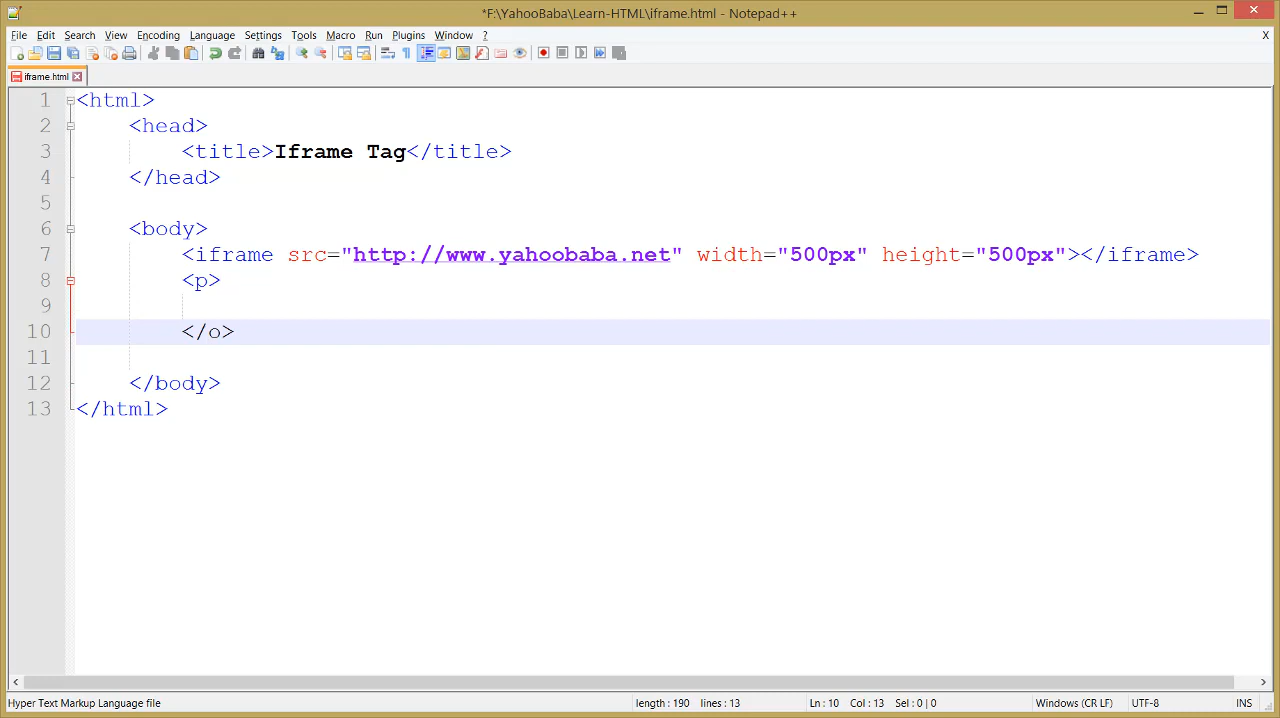 *F:\YahooBaba\Learn-HTML\iframe.html - Notepad++
File Edit Search View Encoding Language Settings Tools Macro Run Plugins Window ? X
iframe.html
1 <html>
2 <head>
3 <title>Iframe Tag</title>
4 </head>
5
6 <body>
7 <iframe src="http://www.yahoobaba.net" width="500px" height="500px"></iframe>
8 <p>
9
10 </o>
11
12 </body>
13 </html>
Hyper Text Markup Language file length : 190 lines : 13 Ln : 10 Col : 13 Sel : 0 | 0 Windows (CR LF) UTF-8 INS